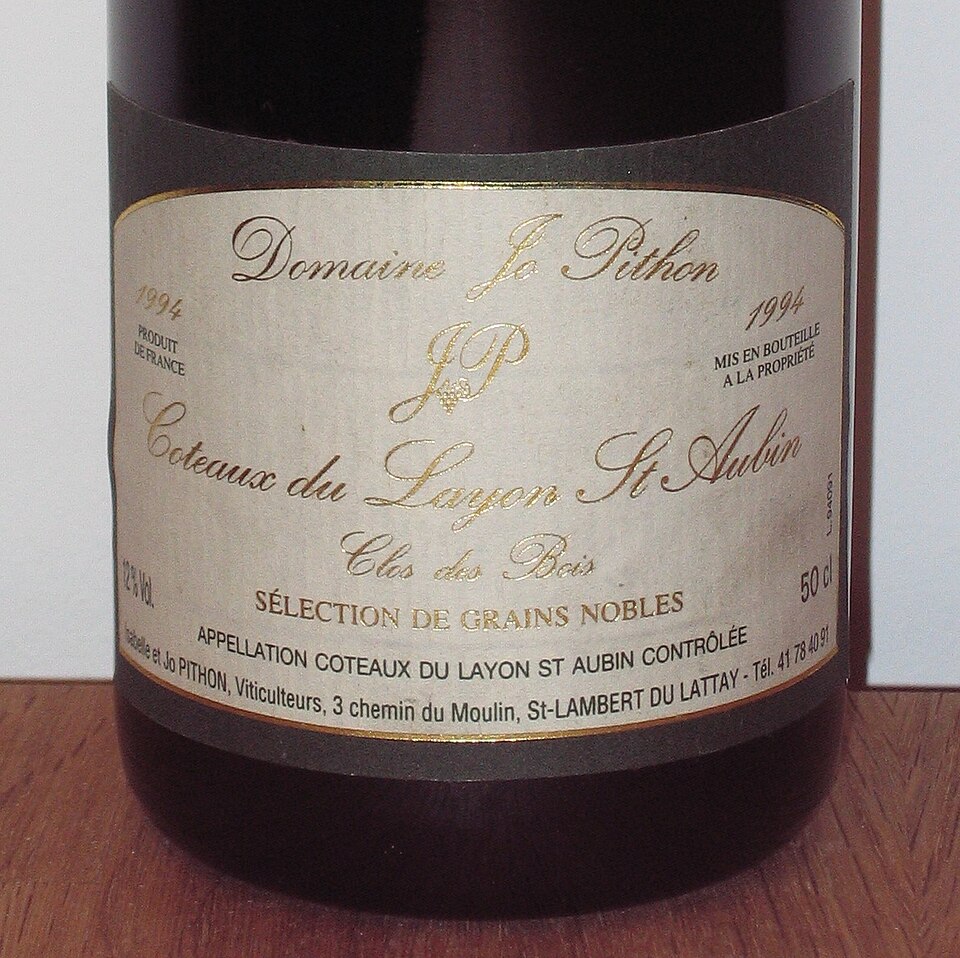 Domaine Jo Pithon
1994
PRODUIT
DE FRANCE
JP
1994
MIS EN BOUTEILLE
A LA PROPRIÉTÉ
Coteaux du Layon St Aubin
L. 94091
Clos des Bois
12 % Vol.
50 cl
SÉLECTION DE GRAINS NOBLES
APPELLATION COTEAUX DU LAYON ST AUBIN CONTRÔLÉE
Isabelle et Jo PITHON, Viticulteurs, 3 chemin du Moulin, St-LAMBERT DU LATTAY - Tél. 41 78 40 91